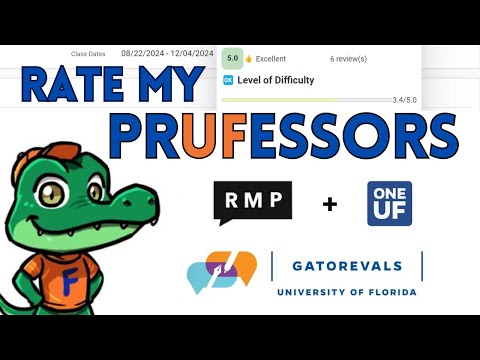 Class Dates 08/22/2024 - 12/04/2024
5.0 Excellent 6 review(s)
OK Level of Difficulty
3.4/5.0
RATE MY
PRUFESSORS
RMP + ONE
UF
F
GATOREVALS
UNIVERSITY OF FLORIDA